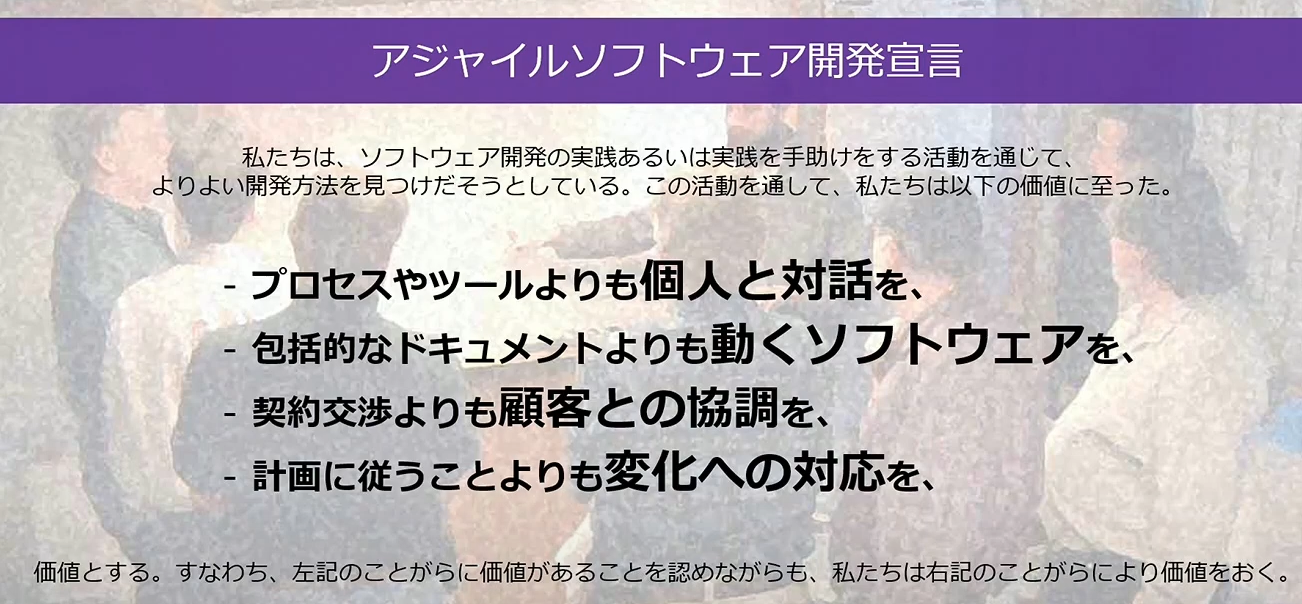 アジャイルソフトウェア開発宣言
私たちは、ソフトウェア開発の実践あるいは実践を手助けをする活動を通じて、
よりよい開発方法を見つけだそうとしている。この活動を通して、私たちは以下の価値に至った。
- プロセスやツールよりも個人と対話を、
- 包括的なドキュメントよりも動くソフトウェアを、
- 契約交渉よりも顧客との協調を、
- 計画に従うことよりも変化への対応を、
価値とする。すなわち、左記のことがらに価値があることを認めながらも、私たちは右記のことがらにより価値をおく。